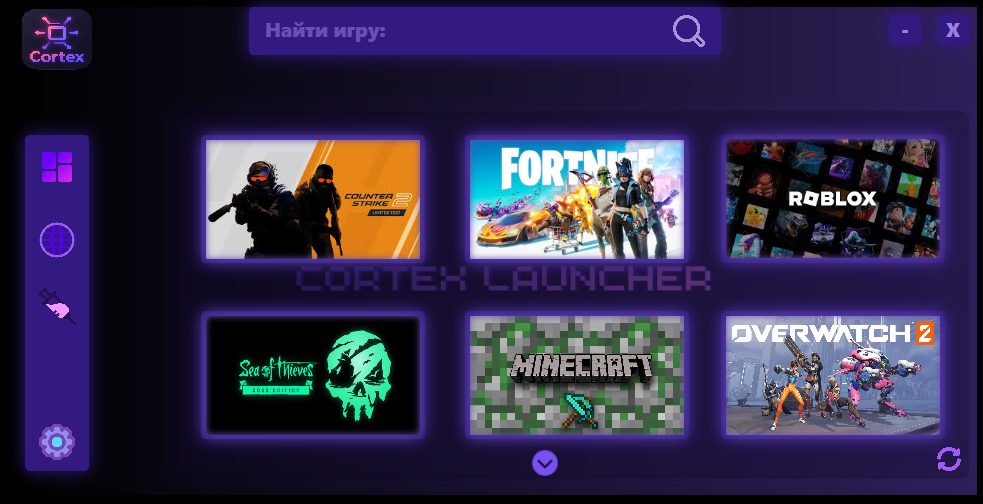 Cortex
Найти игру:
-
X
COUNTER
STRIKE 2
LIMITED TEST
FORTNITE
ROBLOX
CORTEX LAUNCHER
Sea of Thieves
2023 EDITION
MINECRAFT
OVERWATCH 2